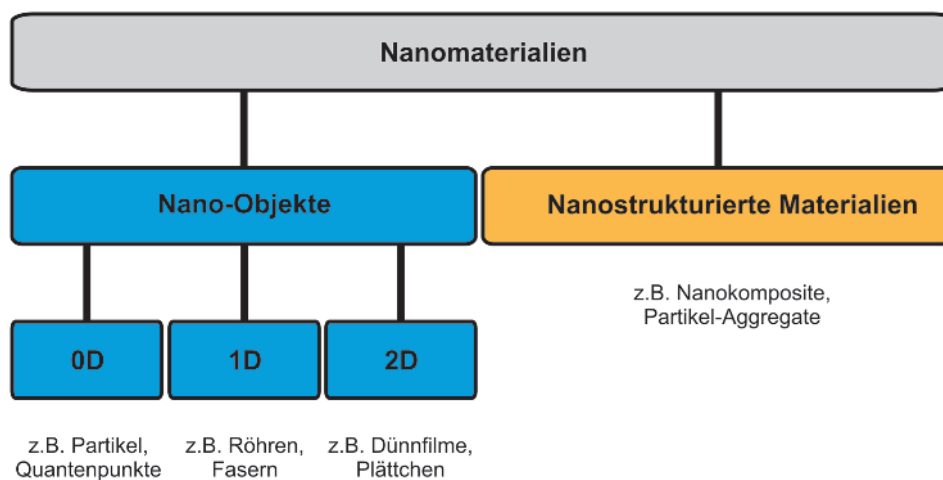 Nanomaterialien
Nano-Objekte
Nanostrukturierte Materialien
z.B. Nanokomposite,
Partikel-Aggregate
0D
1D
2D
z.B. Partikel,
Quantenpunkte
z.B. Röhren,
Fasern
z.B. Dünnfilme,
Plättchen